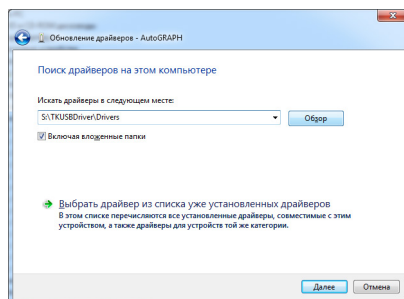 Обновление драйверов - AutoGRAPH
Поиск драйверов на этом компьютере
Искать драйверы в следующем месте:
S:\TKUSBDriver\Drivers
Обзор
Включая вложенные папки
Выбрать драйвер из списка уже установленных драйверов
В этом списке перечисляются все установленные драйверы, совместимые с этим
устройством, а также драйверы для устройств той же категории.
Далее
Отмена